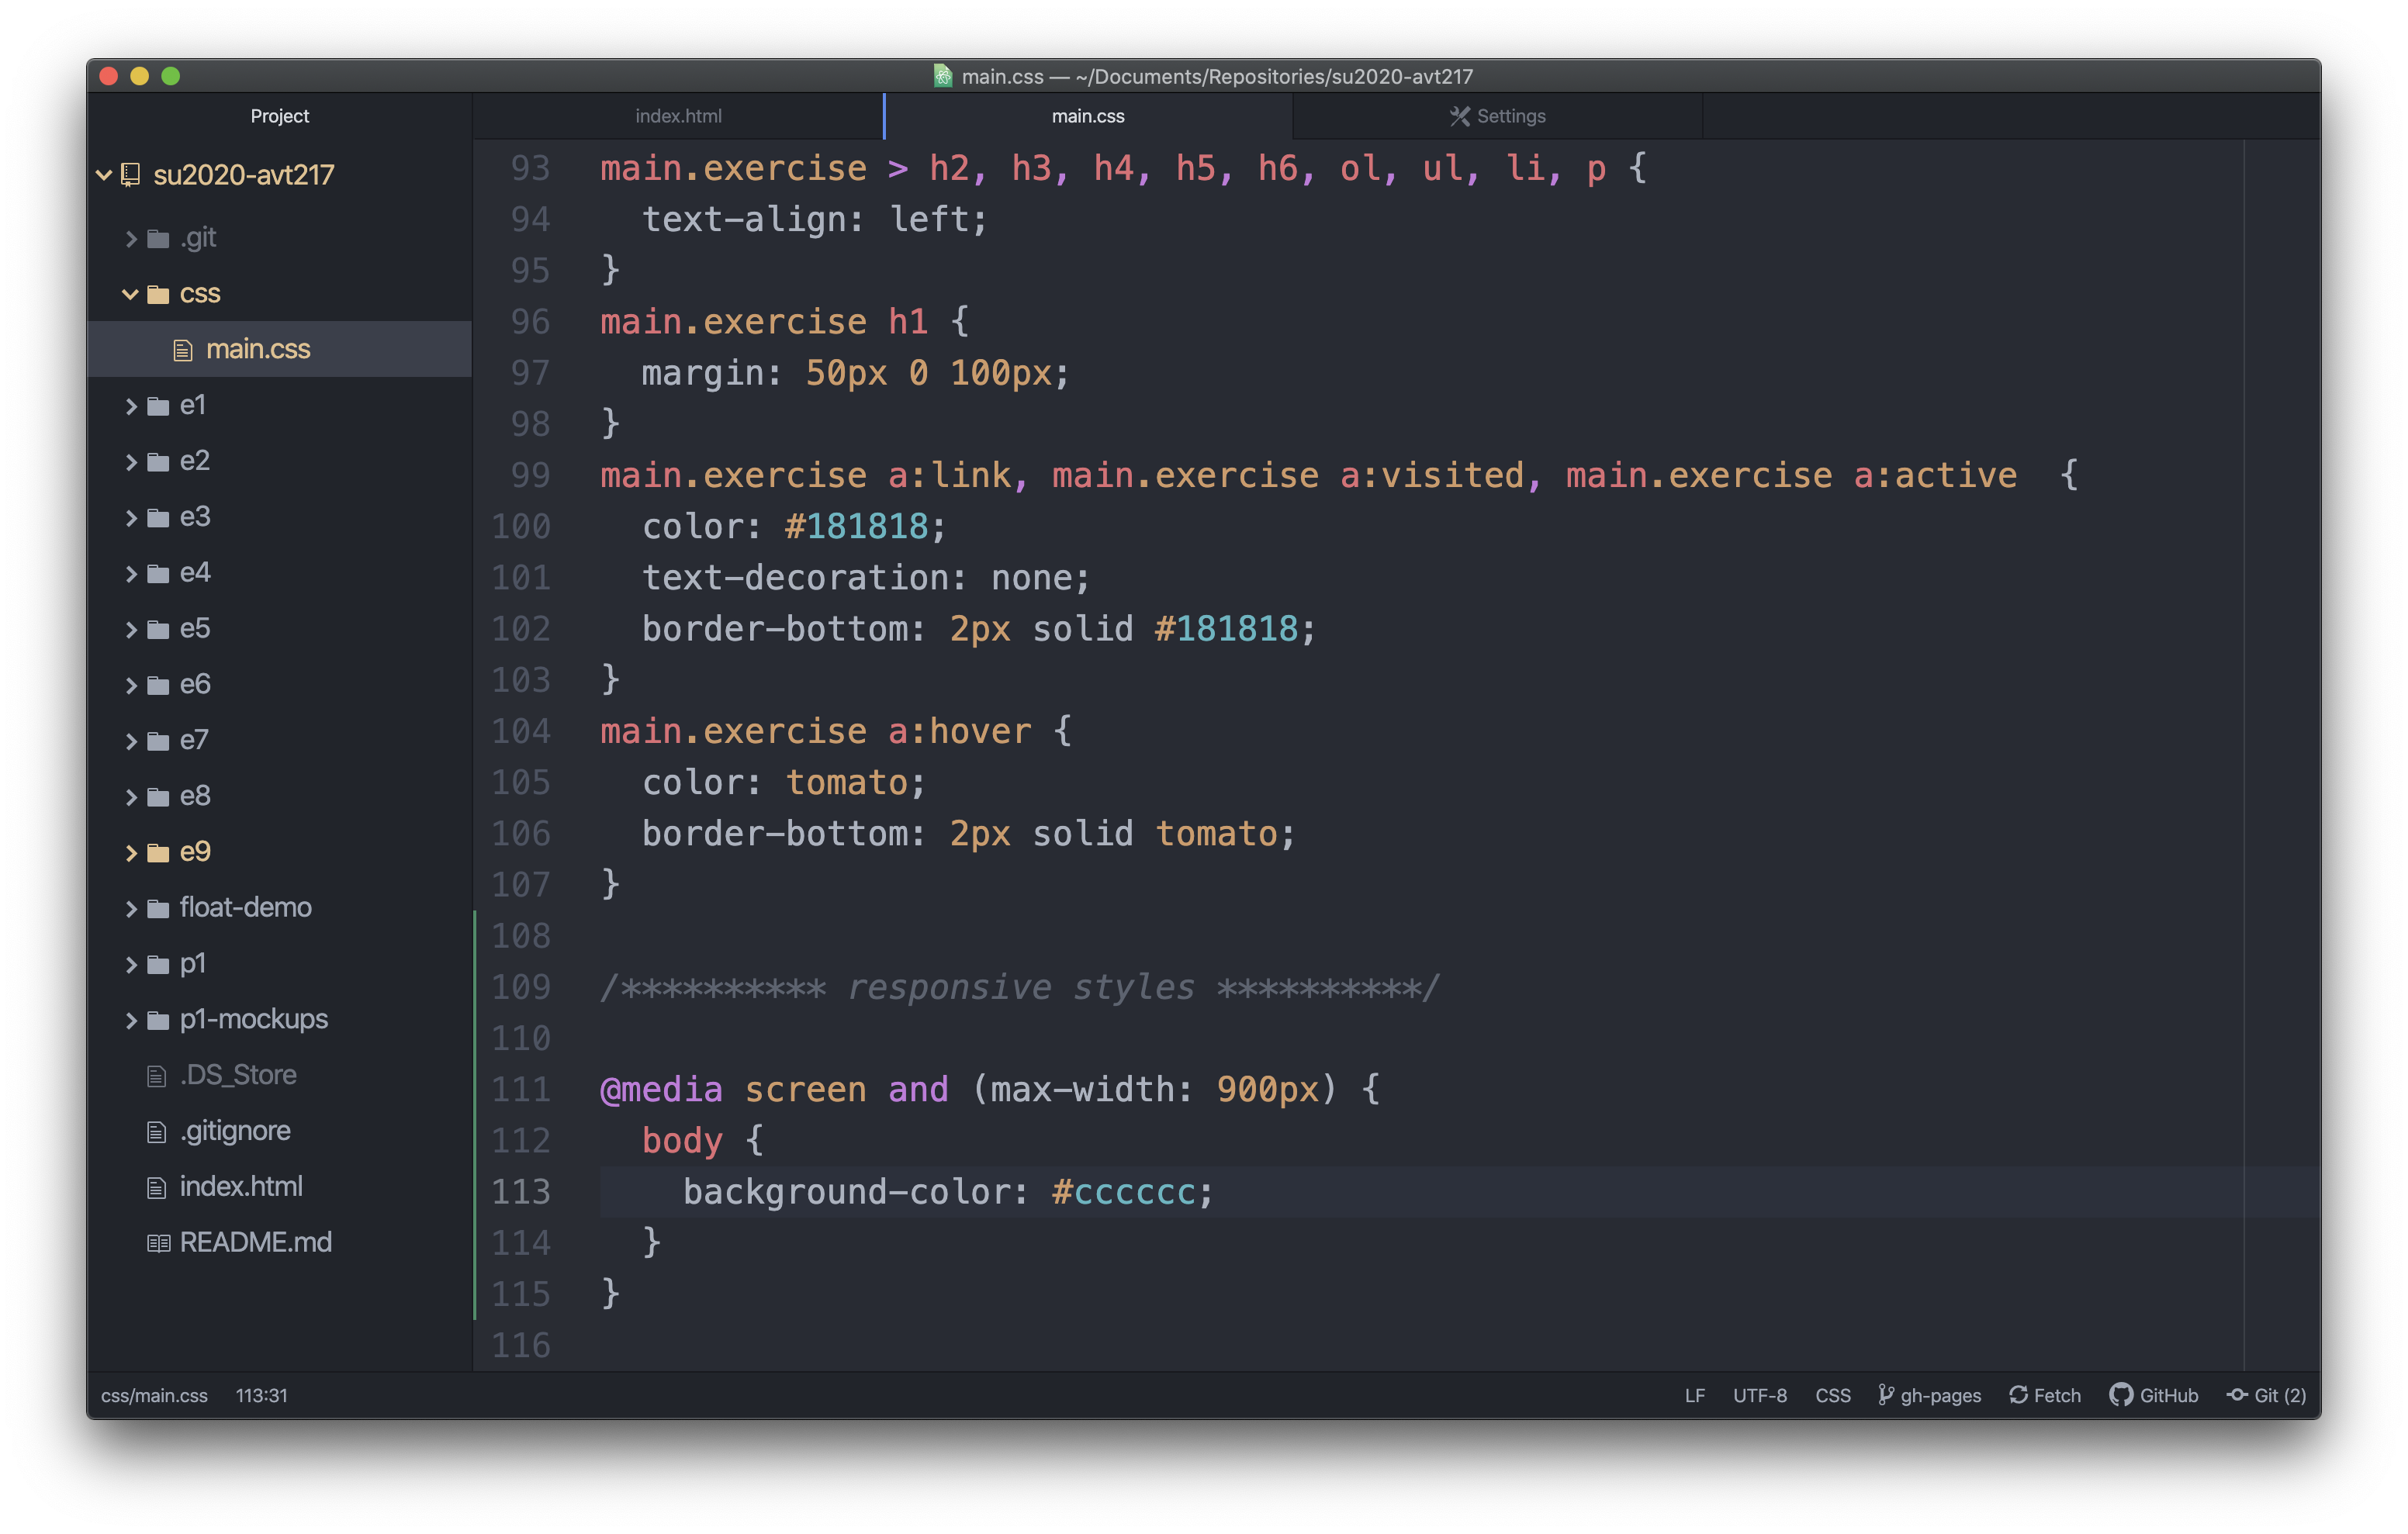 main.css — ~/Documents/Repositories/su2020-avt217
Project
index.html
main.css
Settings
su2020-avt217
.git
css
main.css
e1
e2
e3
e4
e5
e6
e7
e8
e9
float-demo
p1
p1-mockups
.DS_Store
.gitignore
index.html
README.md
93 main.exercise > h2, h3, h4, h5, h6, ol, ul, li, p {
94   text-align: left;
95 }
96 main.exercise h1 {
97   margin: 50px 0 100px;
98 }
99 main.exercise a:link, main.exercise a:visited, main.exercise a:active  {
100   color: #181818;
101   text-decoration: none;
102   border-bottom: 2px solid #181818;
103 }
104 main.exercise a:hover {
105   color: tomato;
106   border-bottom: 2px solid tomato;
107 }
108
109 /********** responsive styles **********/
110
111 @media screen and (max-width: 900px) {
112   body {
113     background-color: #cccccc;
114   }
115 }
116
css/main.css 113:31
LF UTF-8 CSS gh-pages Fetch GitHub Git (2)